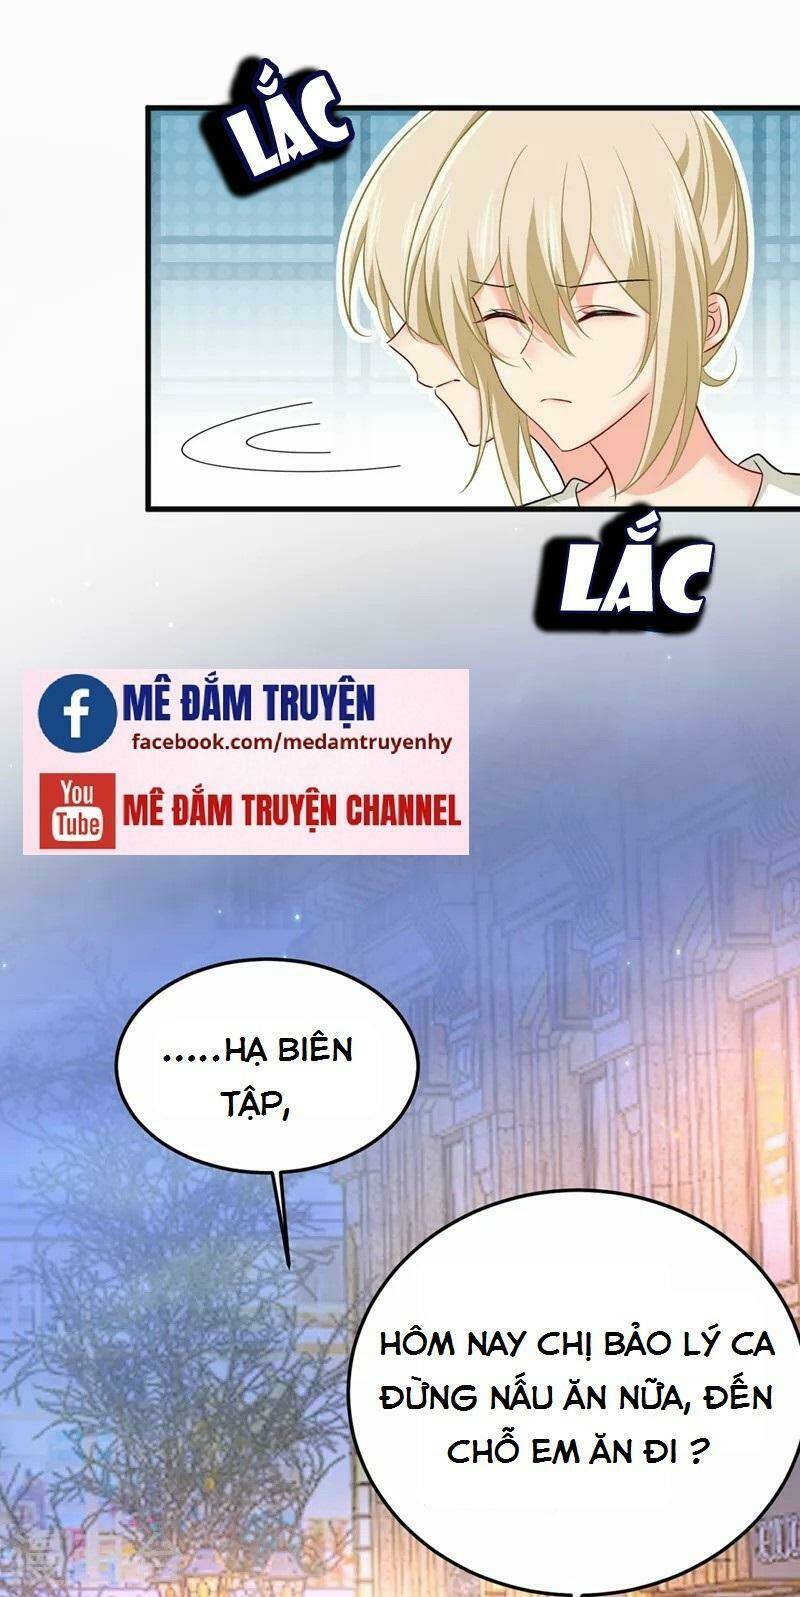 LẮC
LẮC
MÊ ĐẮM TRUYỆN
facebook.com/medamtruyenhy
You
Tube
MÊ ĐẮM TRUYỆN CHANNEL
.....HẠ BIÊN
TẬP,
HÔM NAY CHỊ BẢO LÝ CA
ĐỪNG NẤU ĂN NỮA, ĐẾN
CHỖ EM ĂN ĐI ?